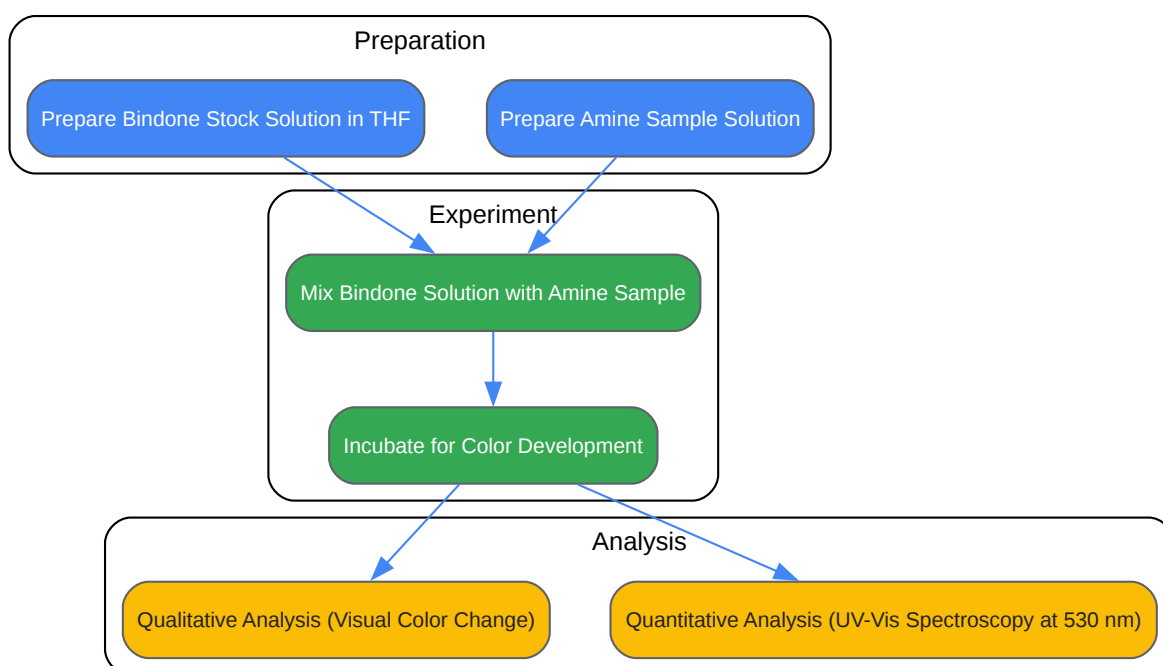 Preparation
Prepare Bindone Stock Solution in THF
Prepare Amine Sample Solution
Experiment
Mix Bindone Solution with Amine Sample
Incubate for Color Development
Analysis
Qualitative Analysis (Visual Color Change)
Quantitative Analysis (UV-Vis Spectroscopy at 530 nm)